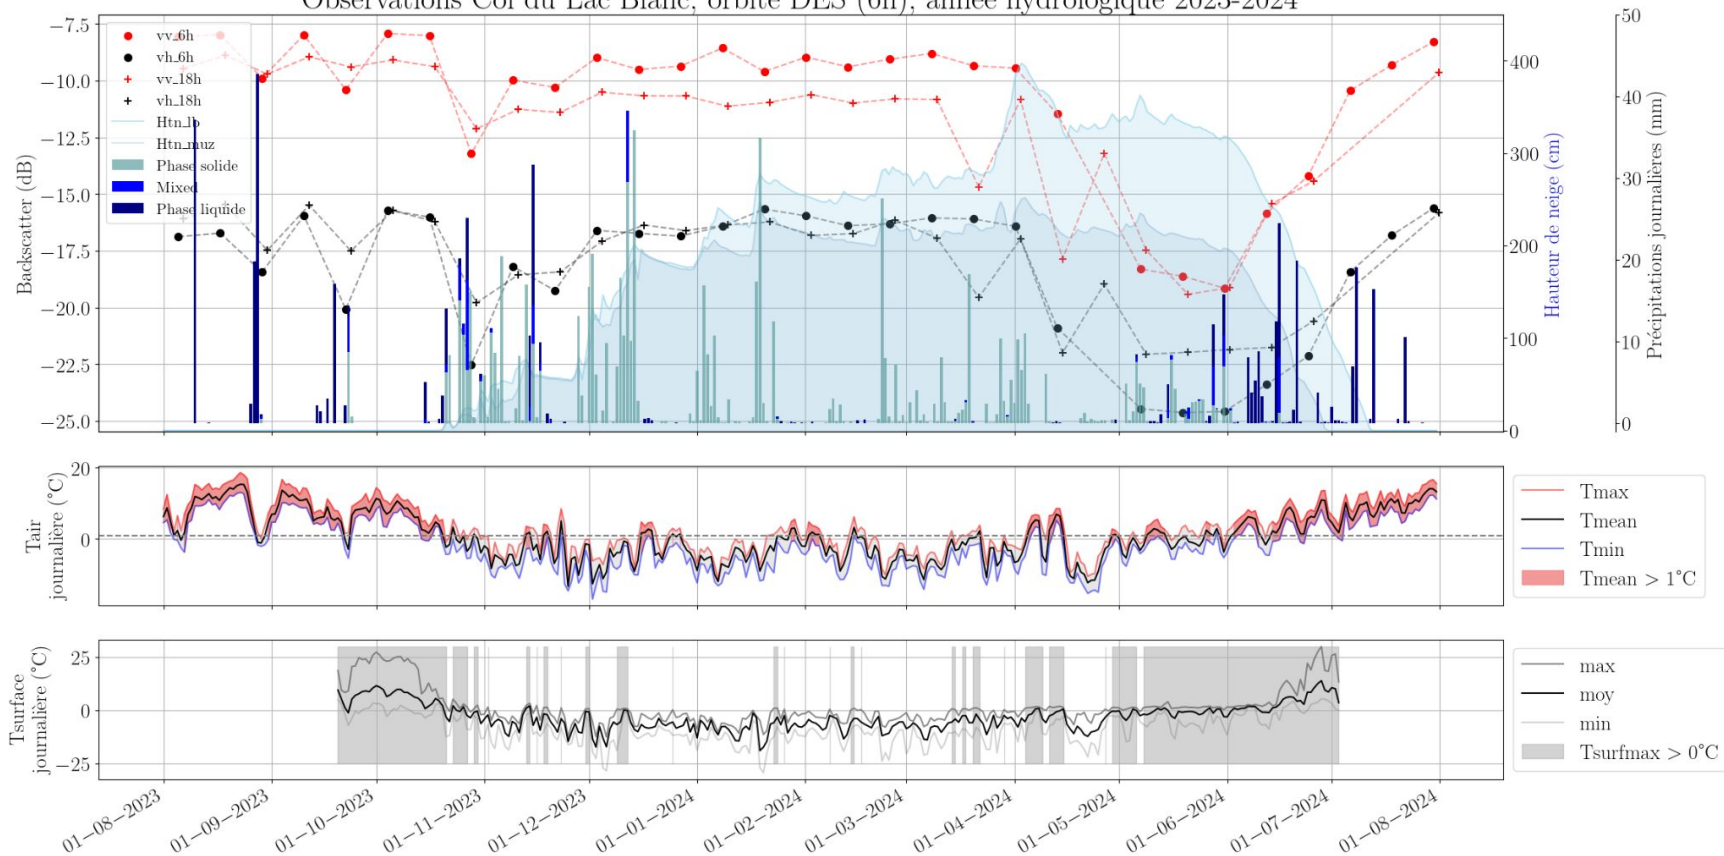 Observations Col du Lac Blanc, orbite DES (6h), année hydrologique 2023-2024
Backscatter (dB)
−7.5
−10.0
−12.5
−15.0
−17.5
−20.0
−22.5
−25.0
vv_6h
vh_6h
vv_18h
vh_18h
Htn_lb
Htn_muz
Phase solide
Mixed
Phase liquide
400
300
200
100
0
Hauteur de neige (cm)
50
40
30
20
10
0
Précipitations journalières (mm)
Tair
journalière (°C)
20
0
Tmax
Tmean
Tmin
Tmean > 1°C
Tsurface
journalière (°C)
25
0
−25
max
moy
min
Tsurfmax > 0°C
01−08−2023
01−09−2023
01−10−2023
01−11−2023
01−12−2023
01−01−2024
01−02−2024
01−03−2024
01−04−2024
01−05−2024
01−06−2024
01−07−2024
01−08−2024